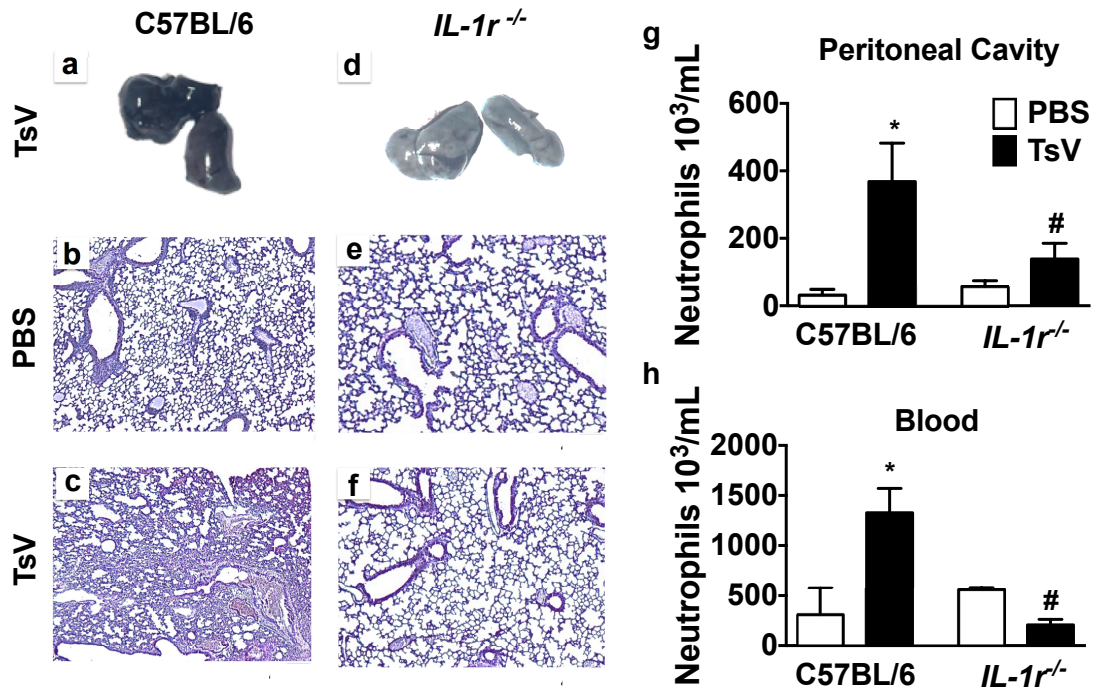 C57BL/6
IL-1r -/-
a
d
TsV
b
e
PBS
c
f
TsV
g
Peritoneal Cavity
Neutrophils 10³/mL
600
400
200
0
*
#
PBS
TsV
C57BL/6
IL-1r-/-
h
Blood
Neutrophils 10³/mL
2000
1500
1000
500
0
*
#
C57BL/6
IL-1r-/-